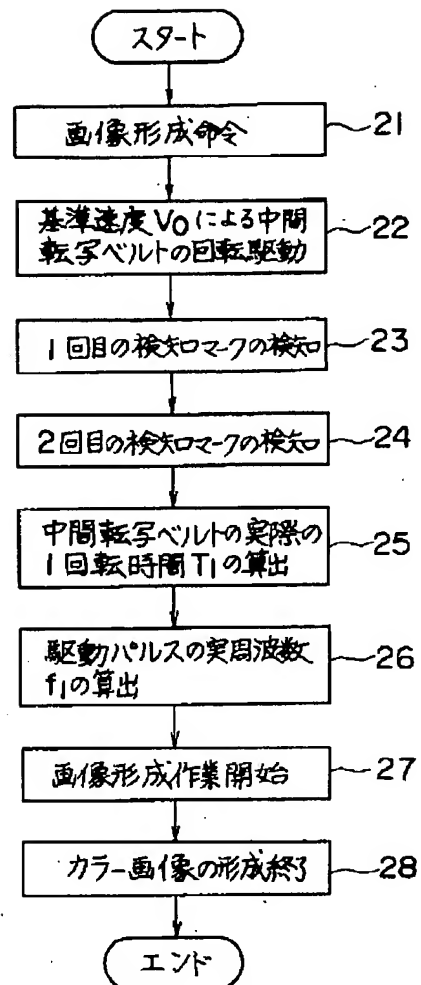 スタート
画像形成命令
21
基準速度V0による中間
転写ベルトの回転駆動
22
1回目の検知マークの検知
23
2回目の検知マークの検知
24
中間転写ベルトの実際の
1回転時間T1の算出
25
駆動パルスの実周波数
f1の算出
26
画像形成作業開始
27
カラー画像の形成終了
28
エンド